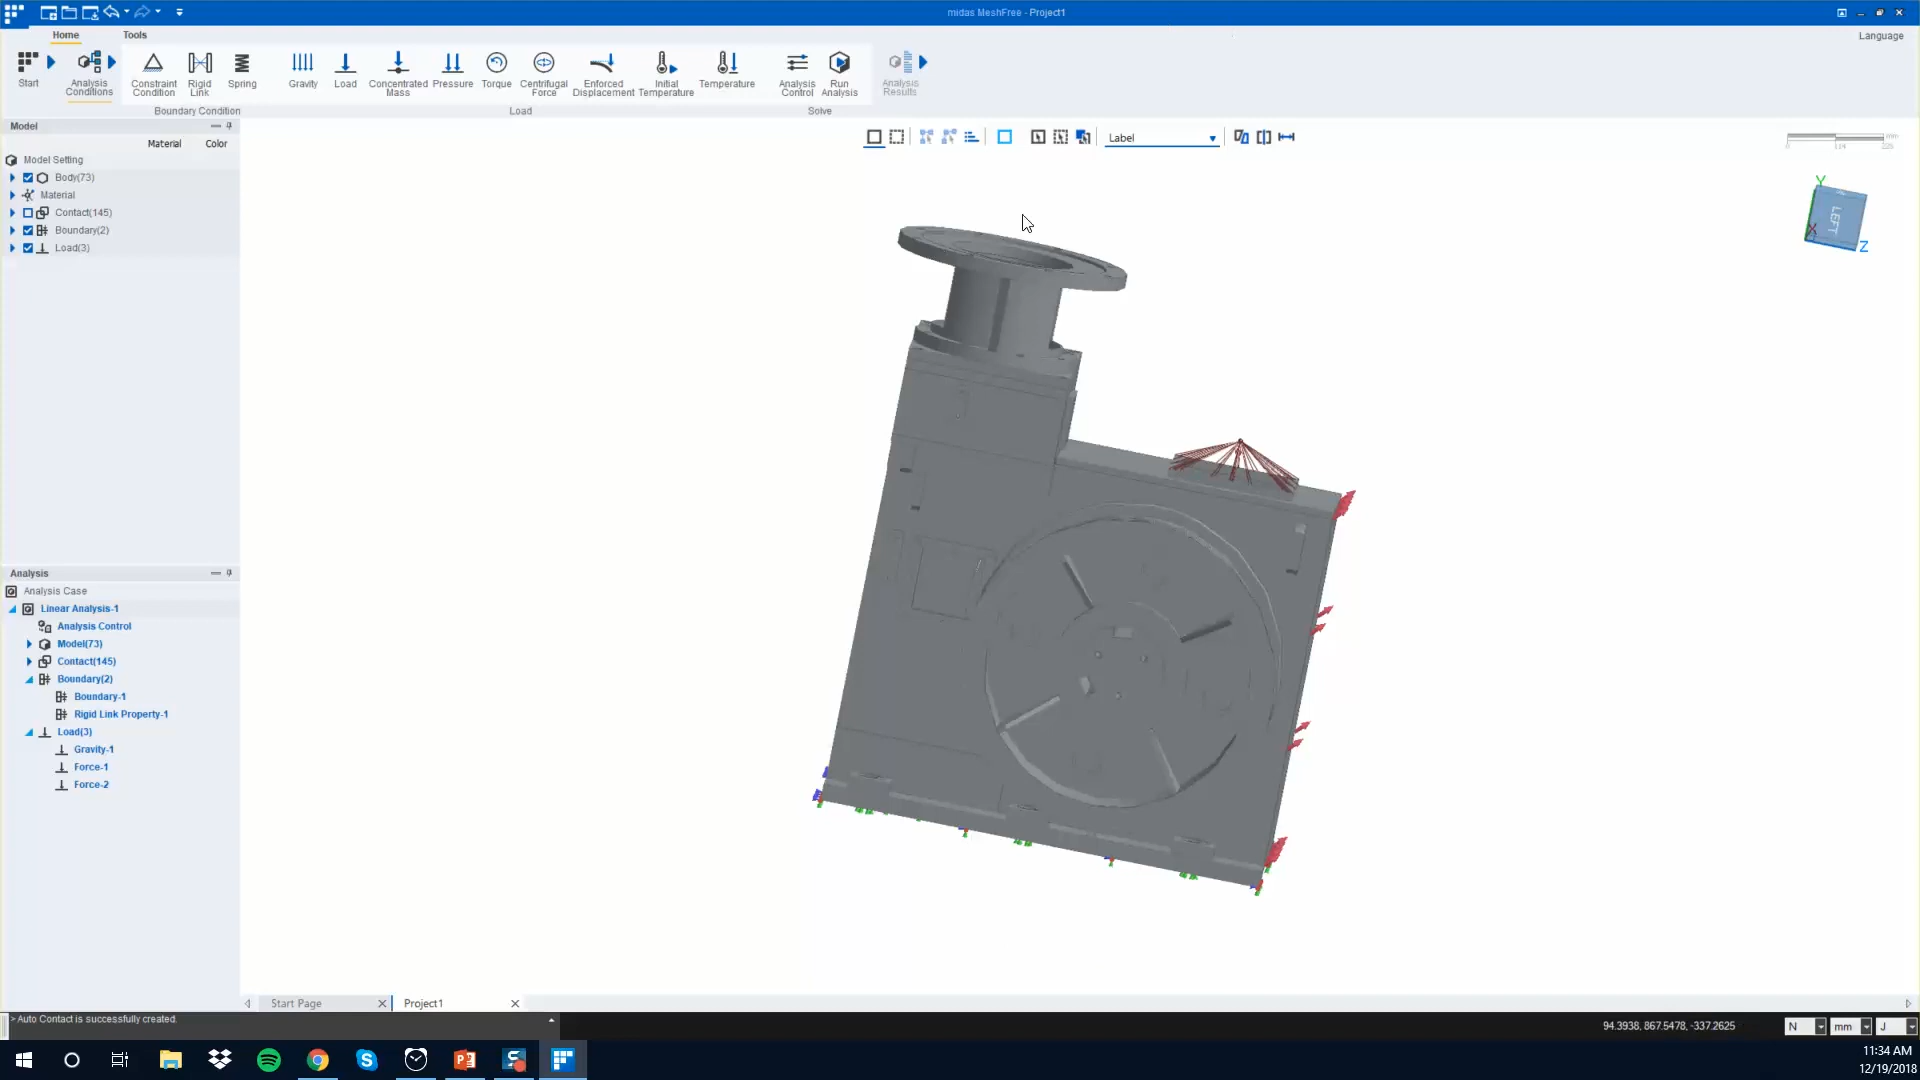 midas MeshFree - Project1
Home Tools Language
Start
Analysis Conditions
Constraint Condition
Rigid Link
Spring
Gravity
Load
Concentrated Mass
Pressure
Torque
Centrifugal Force
Enforced Displacement
Initial Temperature
Temperature
Analysis Control
Run Analysis
Analysis Results
Boundary Condition Load Solve
Model
Material Color
Model Setting
Body(73)
Material
Contact(145)
Boundary(2)
Load(3)
Label
mm
0 114 228
Y
LEFT
X
Z
Analysis
Analysis Case
Linear Analysis-1
Analysis Control
Model(73)
Contact(145)
Boundary(2)
Boundary-1
Rigid Link Property-1
Load(3)
Gravity-1
Force-1
Force-2
Start Page Project1
> Auto Contact is successfully created.
94.3938, 867.5478, -337.2625 N mm J
11:34 AM
12/19/2018